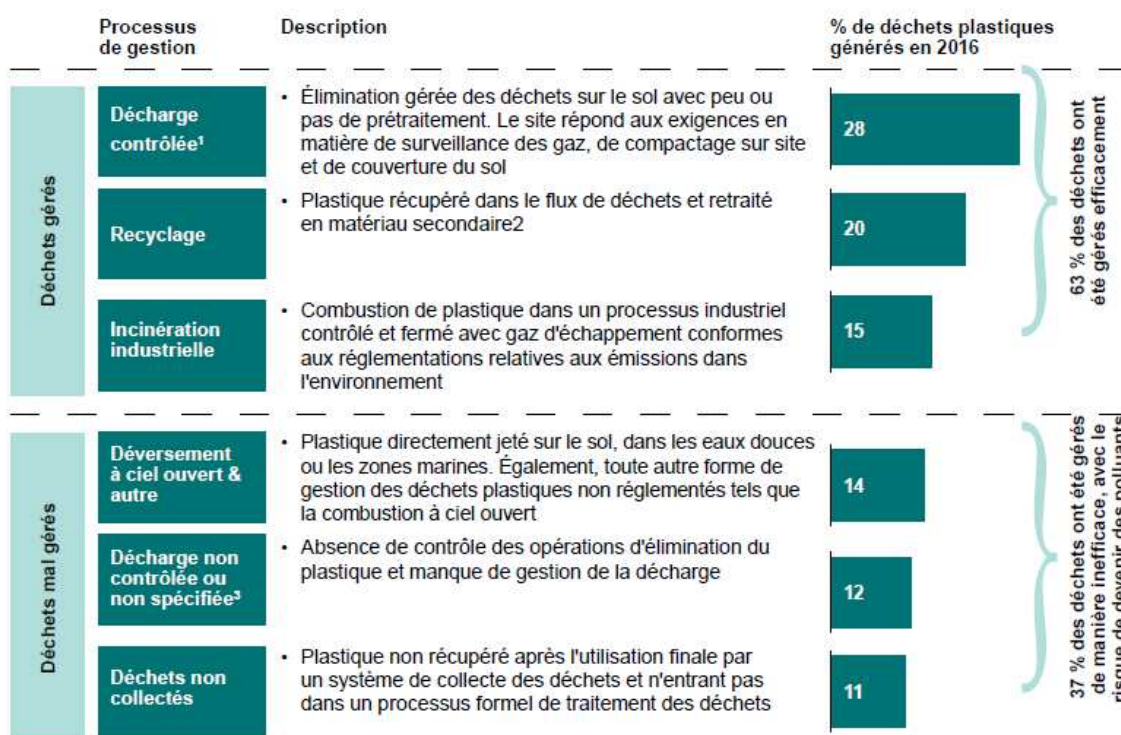 Processus
de gestion
Description
% de déchets plastiques
générés en 2016
Déchets gérés
Décharge
contrôlée¹
• Élimination gérée des déchets sur le sol avec peu ou
pas de prétraitement. Le site répond aux exigences en
matière de surveillance des gaz, de compactage sur site
et de couverture du sol
28
Recyclage
• Plastique récupéré dans le flux de déchets et retraité
en matériau secondaire2
20
Incinération
industrielle
• Combustion de plastique dans un processus industriel
contrôlé et fermé avec gaz d'échappement conformes
aux réglementations relatives aux émissions dans
l'environnement
15
63 % des déchets ont
été gérés efficacement
Déchets mal gérés
Déversement
à ciel ouvert &
autre
• Plastique directement jeté sur le sol, dans les eaux douces
ou les zones marines. Également, toute autre forme de
gestion des déchets plastiques non réglementés tels que
la combustion à ciel ouvert
14
Décharge non
contrôlée ou
non spécifiée³
• Absence de contrôle des opérations d'élimination du
plastique et manque de gestion de la décharge
12
Déchets non
collectés
• Plastique non récupéré après l'utilisation finale par
un système de collecte des déchets et n'entrant pas
dans un processus formel de traitement des déchets
11
37 % des déchets ont été gérés
de manière inefficace, avec le
risque de devenir des polluants